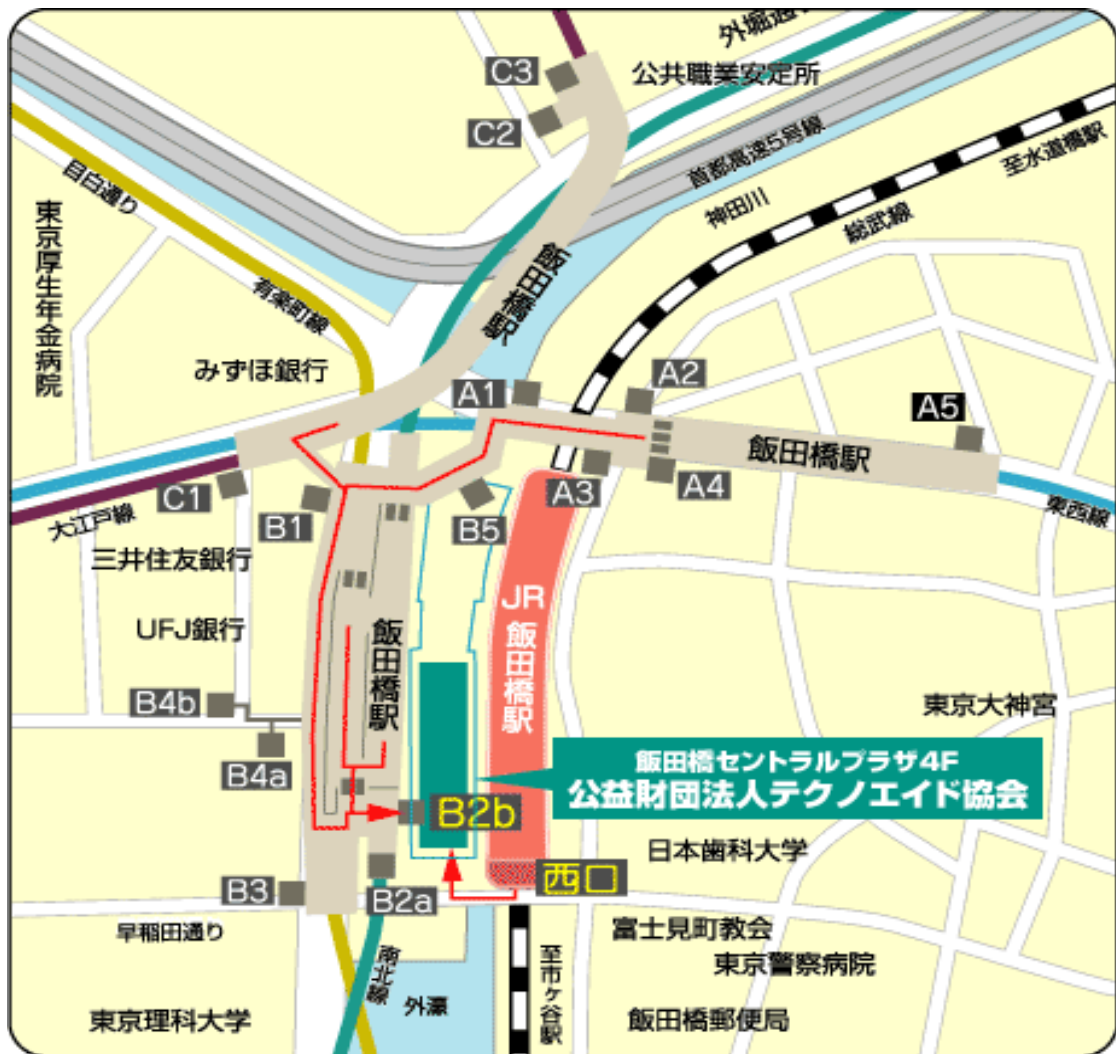 外堀通り
C3
公共職業安定所
C2
首都高速5号線
至水道橋駅
目白通り
神田川
総武線
東京厚生年金病院
飯田橋駅
有楽町線
みずほ銀行
A1
A2
A5
飯田橋駅
C1
B1
B5
A3
A4
大江戸線
東西線
三井住友銀行
JR
飯田橋駅
UFJ銀行
飯田橋駅
B4b
東京大神宮
B4a
飯田橋セントラルプラザ4F
公益財団法人テクノエイド協会
B2b
日本歯科大学
西口
B3
B2a
早稲田通り
富士見町教会
南北線
至市ヶ谷駅
東京警察病院
外濠
東京理科大学
飯田橋郵便局